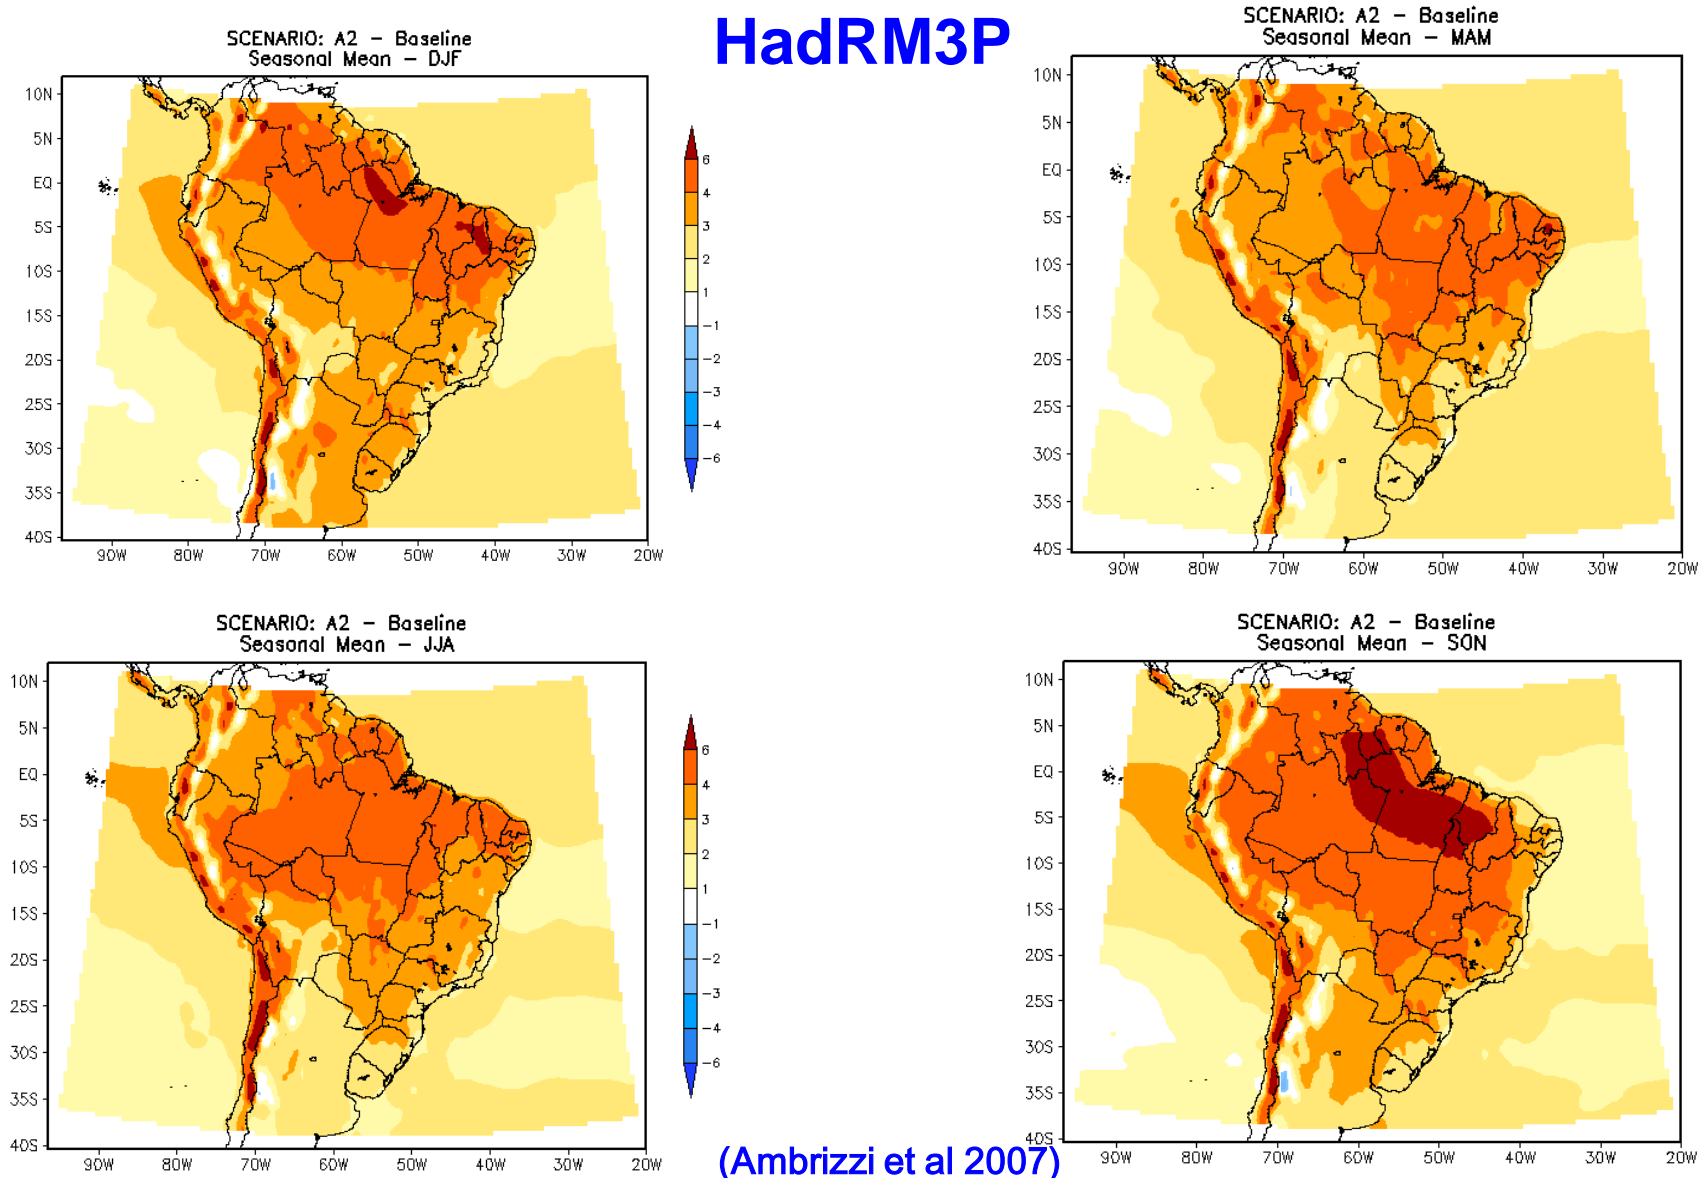 HadRM3P
SCENARIO: A2 - Baseline
Seasonal Mean - DJF
10N
5N
EQ
5S
10S
15S
20S
25S
30S
35S
40S
90W 80W 70W 60W 50W 40W 30W 20W
6
4
3
2
1
-1
-2
-3
-4
-6
SCENARIO: A2 - Baseline
Seasonal Mean - MAM
10N
5N
EQ
5S
10S
15S
20S
25S
30S
35S
40S
90W 80W 70W 60W 50W 40W 30W 20W
SCENARIO: A2 - Baseline
Seasonal Mean - JJA
10N
5N
EQ
5S
10S
15S
20S
25S
30S
35S
40S
90W 80W 70W 60W 50W 40W 30W 20W
6
4
3
2
1
-1
-2
-3
-4
-6
SCENARIO: A2 - Baseline
Seasonal Mean - SON
10N
5N
EQ
5S
10S
15S
20S
25S
30S
35S
40S
90W 80W 70W 60W 50W 40W 30W 20W
(Ambrizzi et al 2007)